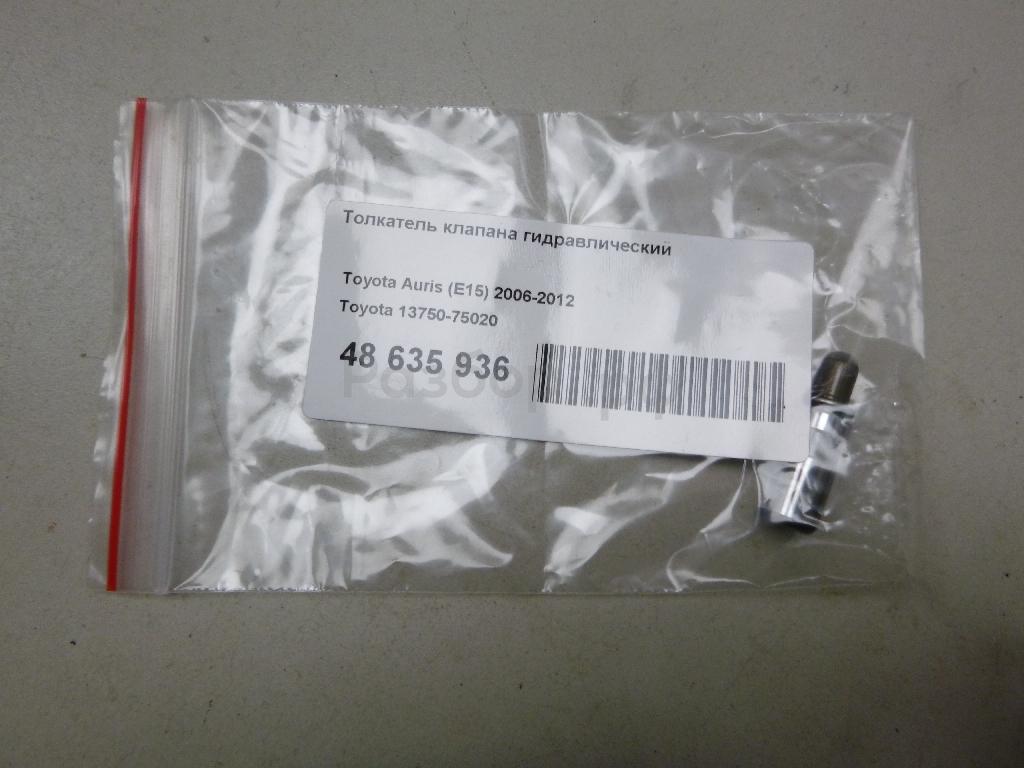 Толкатель клапана гидравлический
Toyota Auris (E15) 2006-2012
Toyota 13750-75020
48 635 936